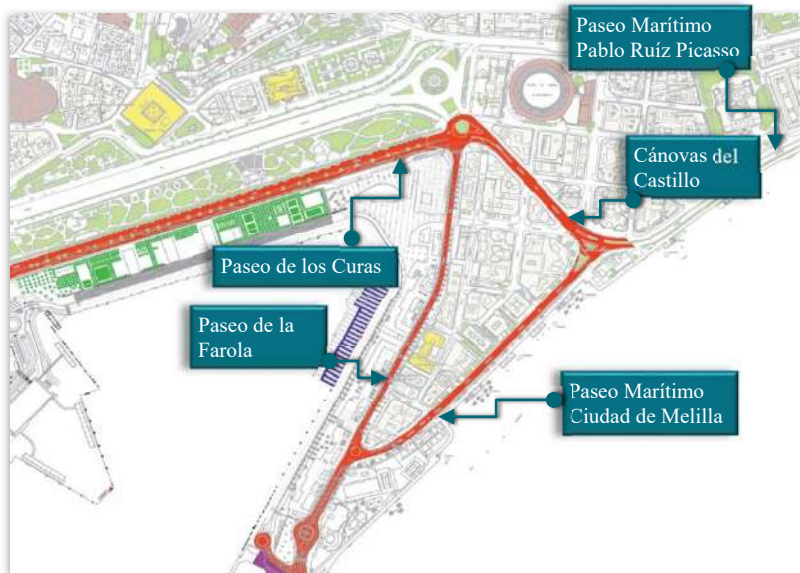 Paseo Marítimo
Pablo Ruíz Picasso
Cánovas del
Castillo
Paseo de los Curas
Paseo de la
Farola
Paseo Marítimo
Ciudad de Melilla